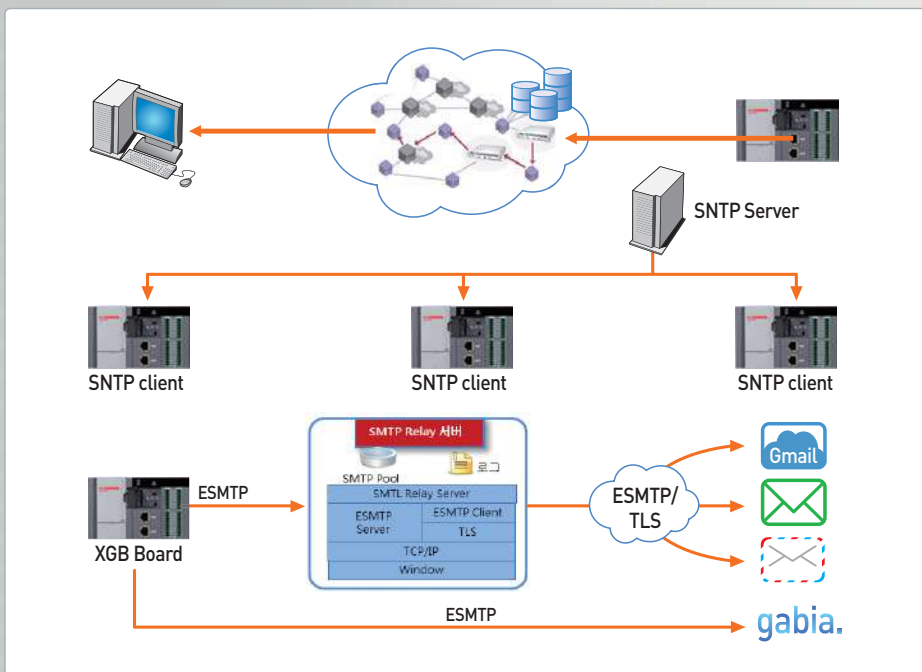 SNTP Server
SNTP client
SNTP client
SNTP client
SMTP Relay 서버
SMTP Pool
로그
SMTL Relay Server
ESMTP Server
ESMTP Client
TLS
TCP/IP
Window
ESMTP
XGB Board
ESMTP/
TLS
Gmail
ESMTP
gabia.